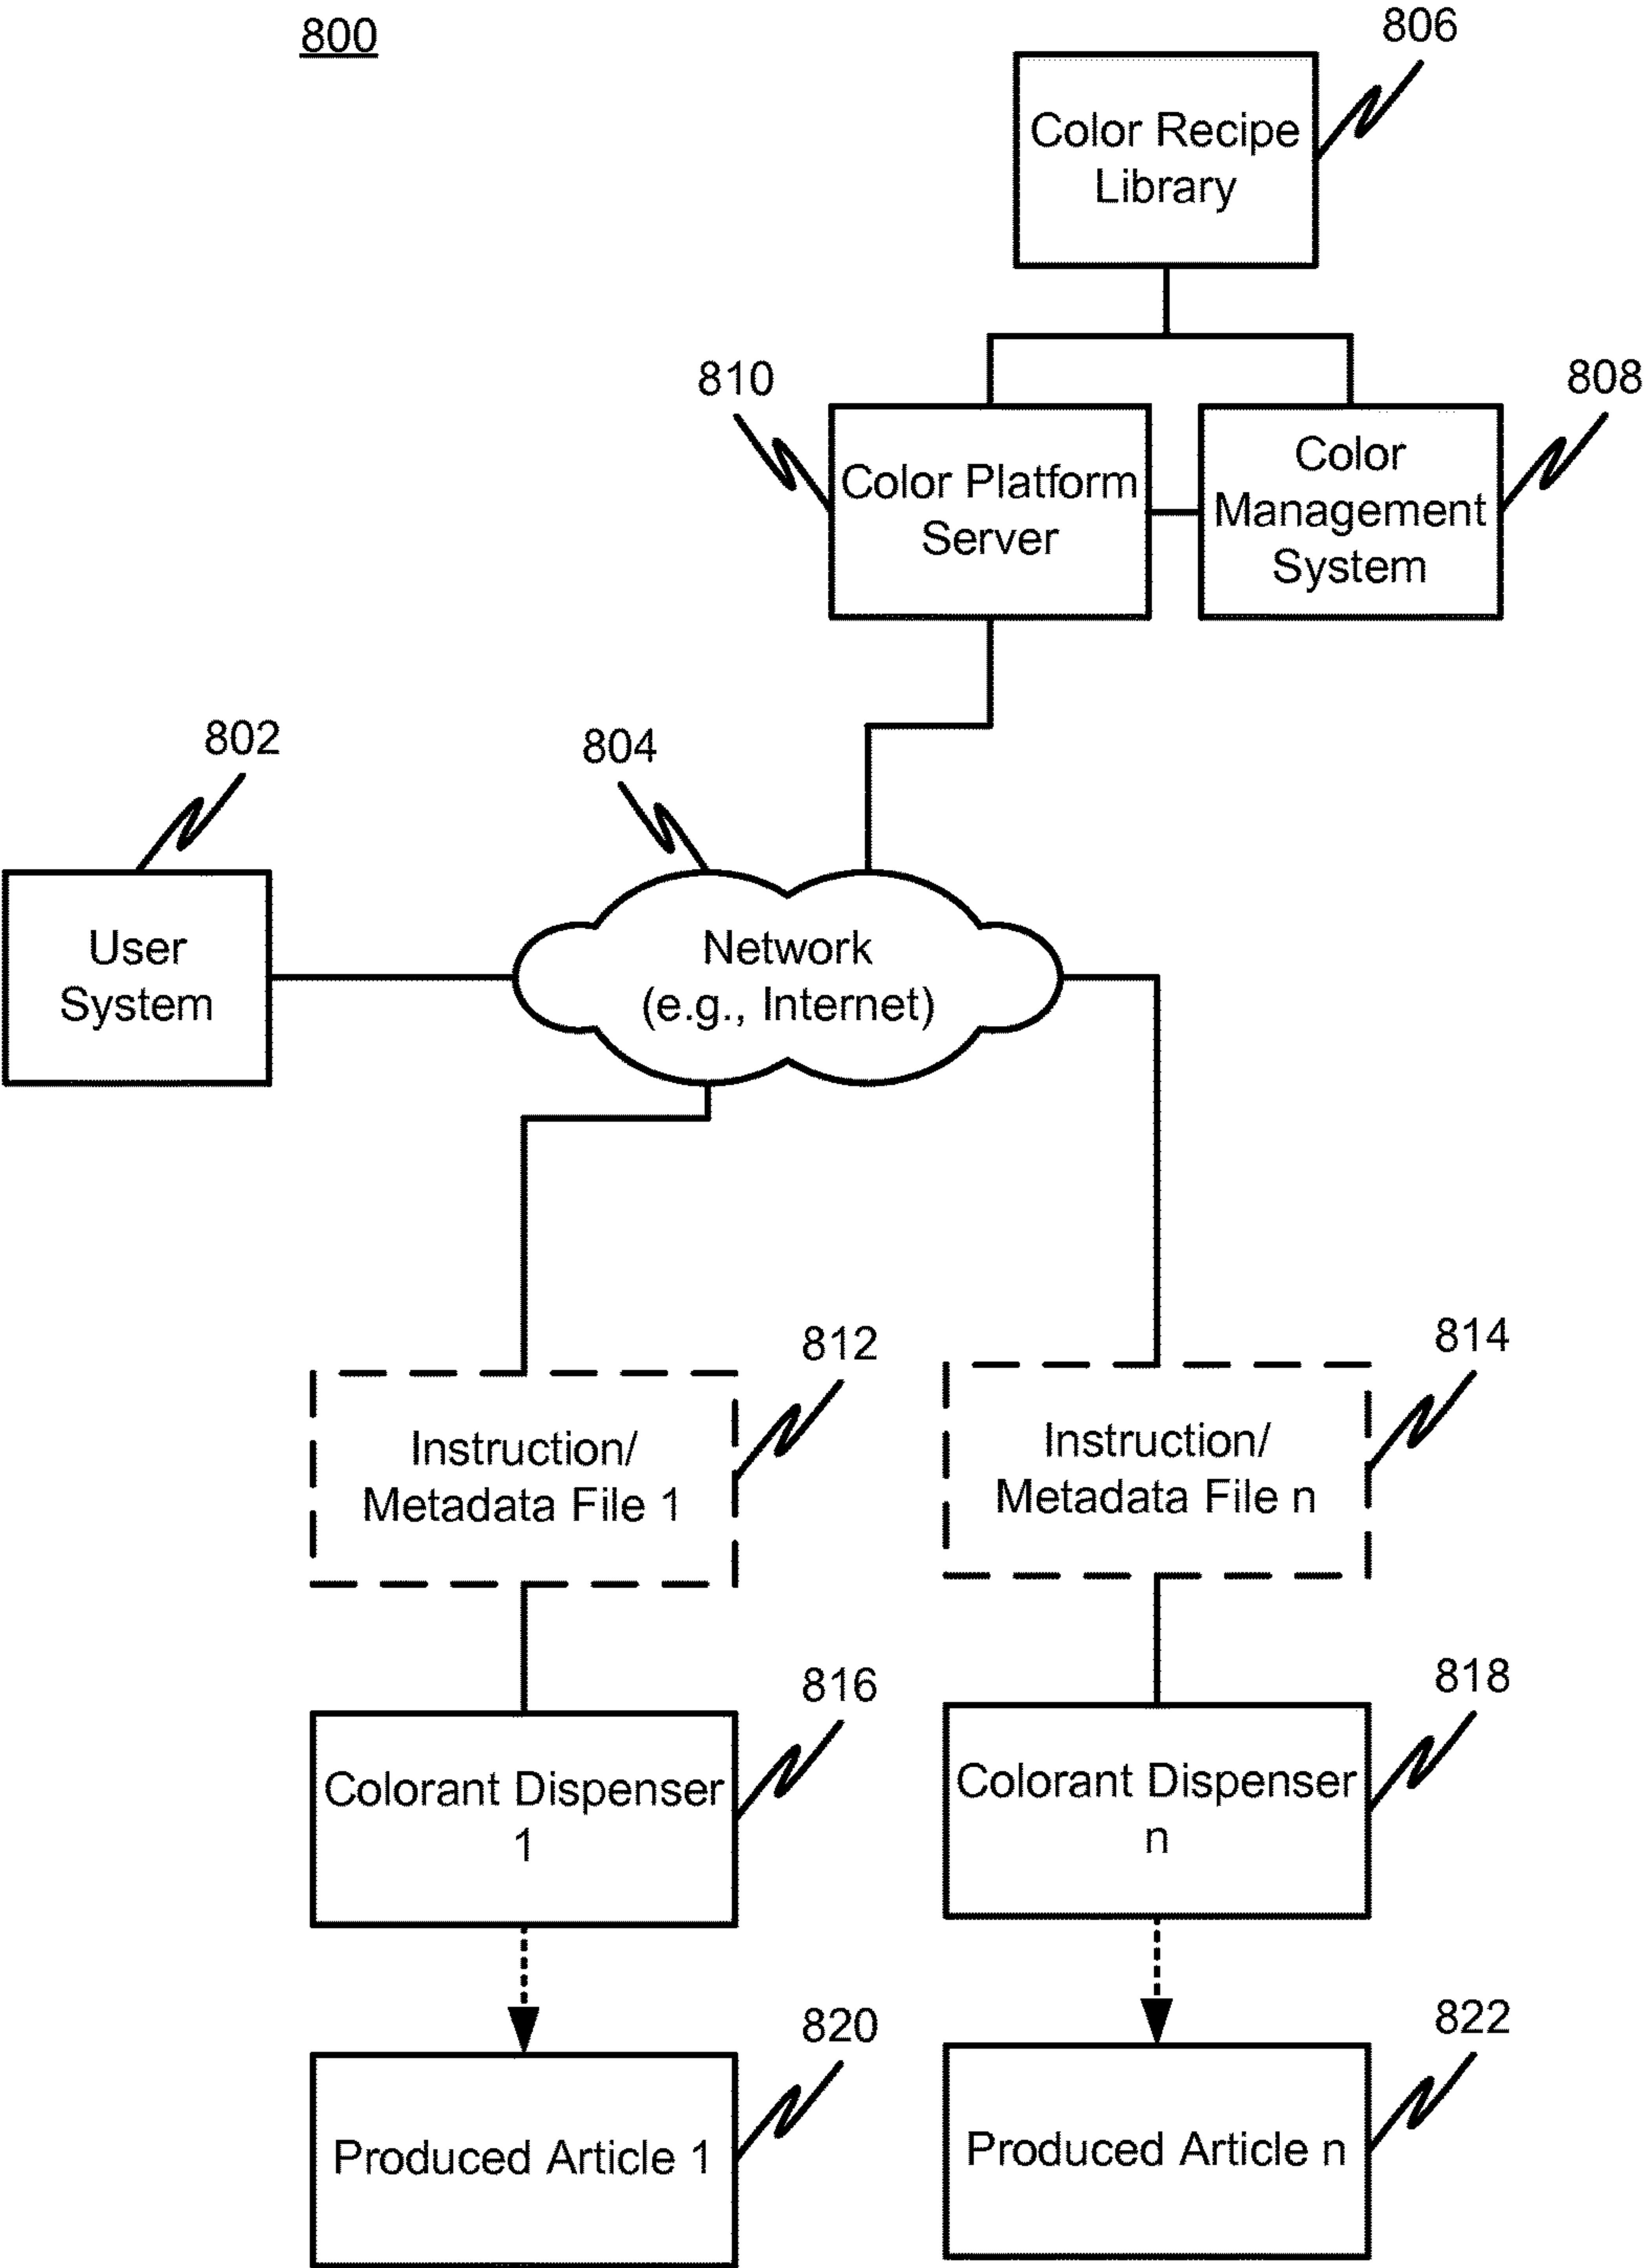 800
806
Color Recipe
Library
810
808
Color Platform
Server
Color
Management
System
802
804
User
System
Network
(e.g., Internet)
812
814
Instruction/
Metadata File 1
Instruction/
Metadata File n
816
818
Colorant Dispenser
1
Colorant Dispenser
n
820
822
Produced Article 1
Produced Article n